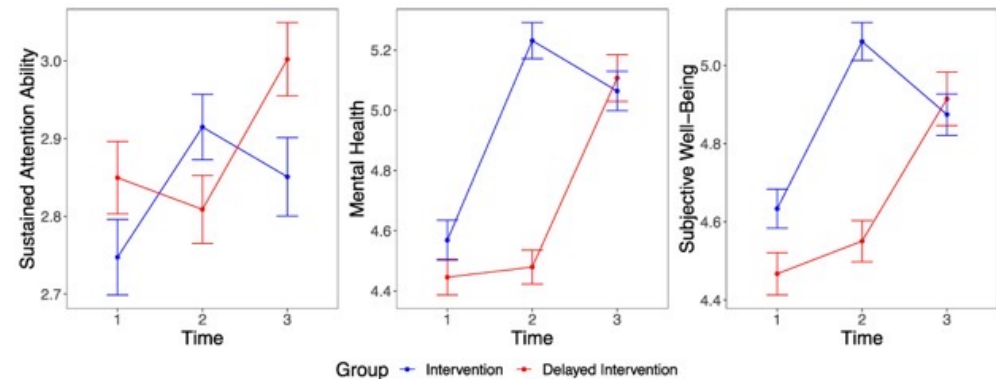 Sustained Attention Ability
3.0
2.9
2.8
2.7
1 2 3
Time
Mental Health
5.2
5.0
4.8
4.6
4.4
1 2 3
Time
Subjective Well-Being
5.0
4.8
4.6
4.4
1 2 3
Time
Group Intervention Delayed Intervention